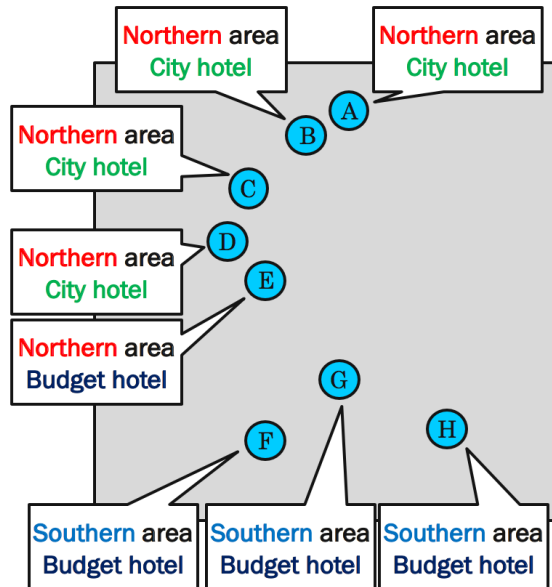 Northern area
City hotel
Northern area
City hotel
A
B
Northern area
City hotel
C
D
Northern area
City hotel
E
Northern area
Budget hotel
G
F
H
Southern area
Budget hotel
Southern area
Budget hotel
Southern area
Budget hotel